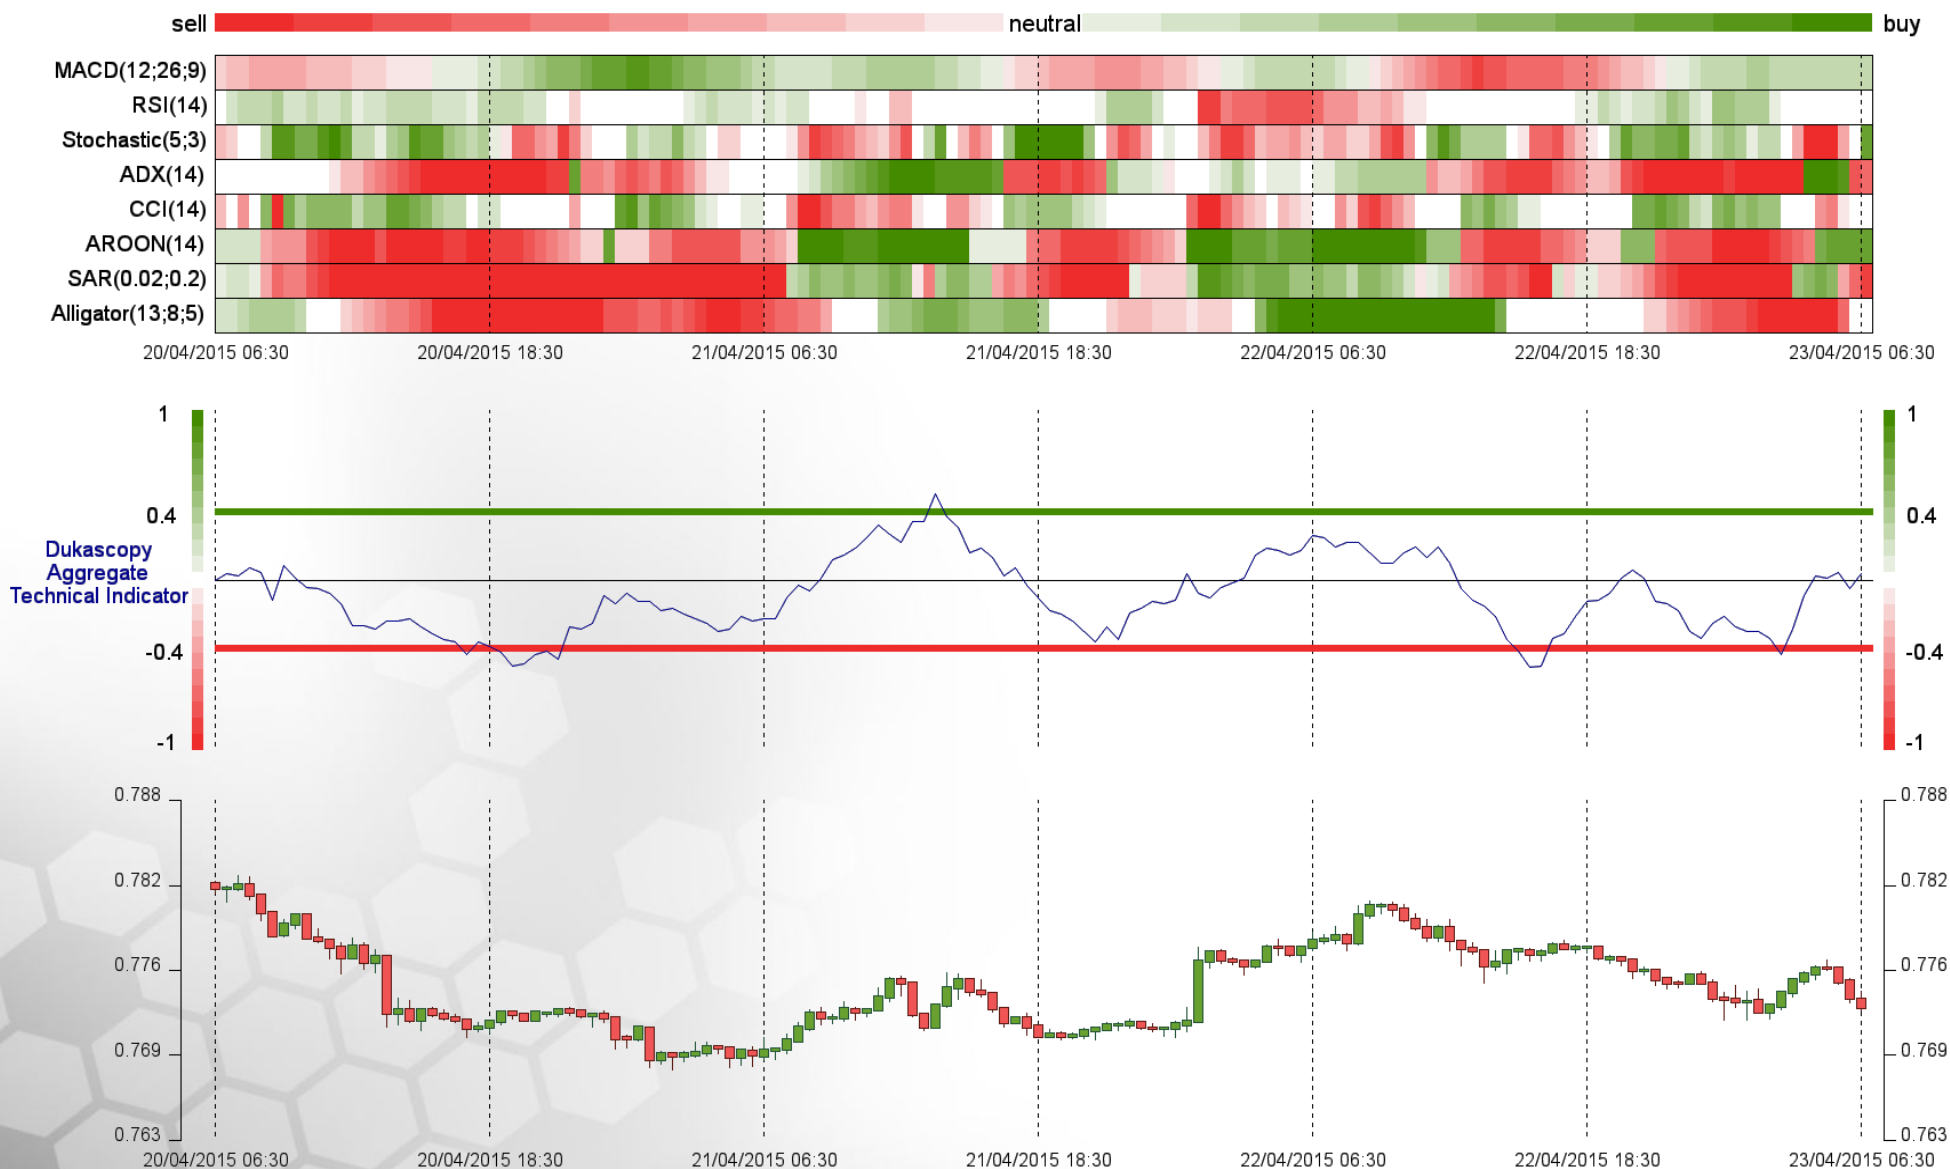 sell neutral buy
MACD(12;26;9)
RSI(14)
Stochastic(5;3)
ADX(14)
CCI(14)
AROON(14)
SAR(0.02;0.2)
Alligator(13;8;5)
20/04/2015 06:30 20/04/2015 18:30 21/04/2015 06:30 21/04/2015 18:30 22/04/2015 06:30 22/04/2015 18:30 23/04/2015 06:30
1 1
0.4 0.4
Dukascopy
Aggregate
Technical Indicator
-0.4 -0.4
-1 -1
0.788 0.788
0.782 0.782
0.776 0.776
0.769 0.769
0.763 0.763
20/04/2015 06:30 20/04/2015 18:30 21/04/2015 06:30 21/04/2015 18:30 22/04/2015 06:30 22/04/2015 18:30 23/04/2015 06:30